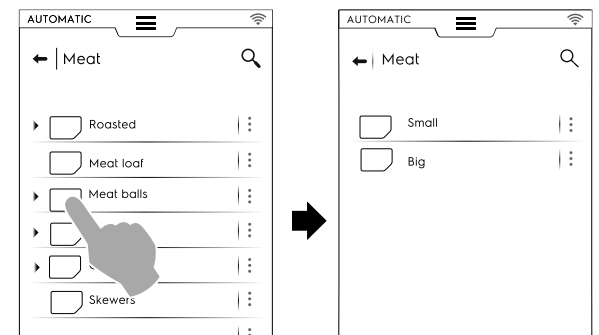 AUTOMATIC
Meat
Roasted
Meat loaf
Meat balls
Skewers
AUTOMATIC
Meat
Small
Big